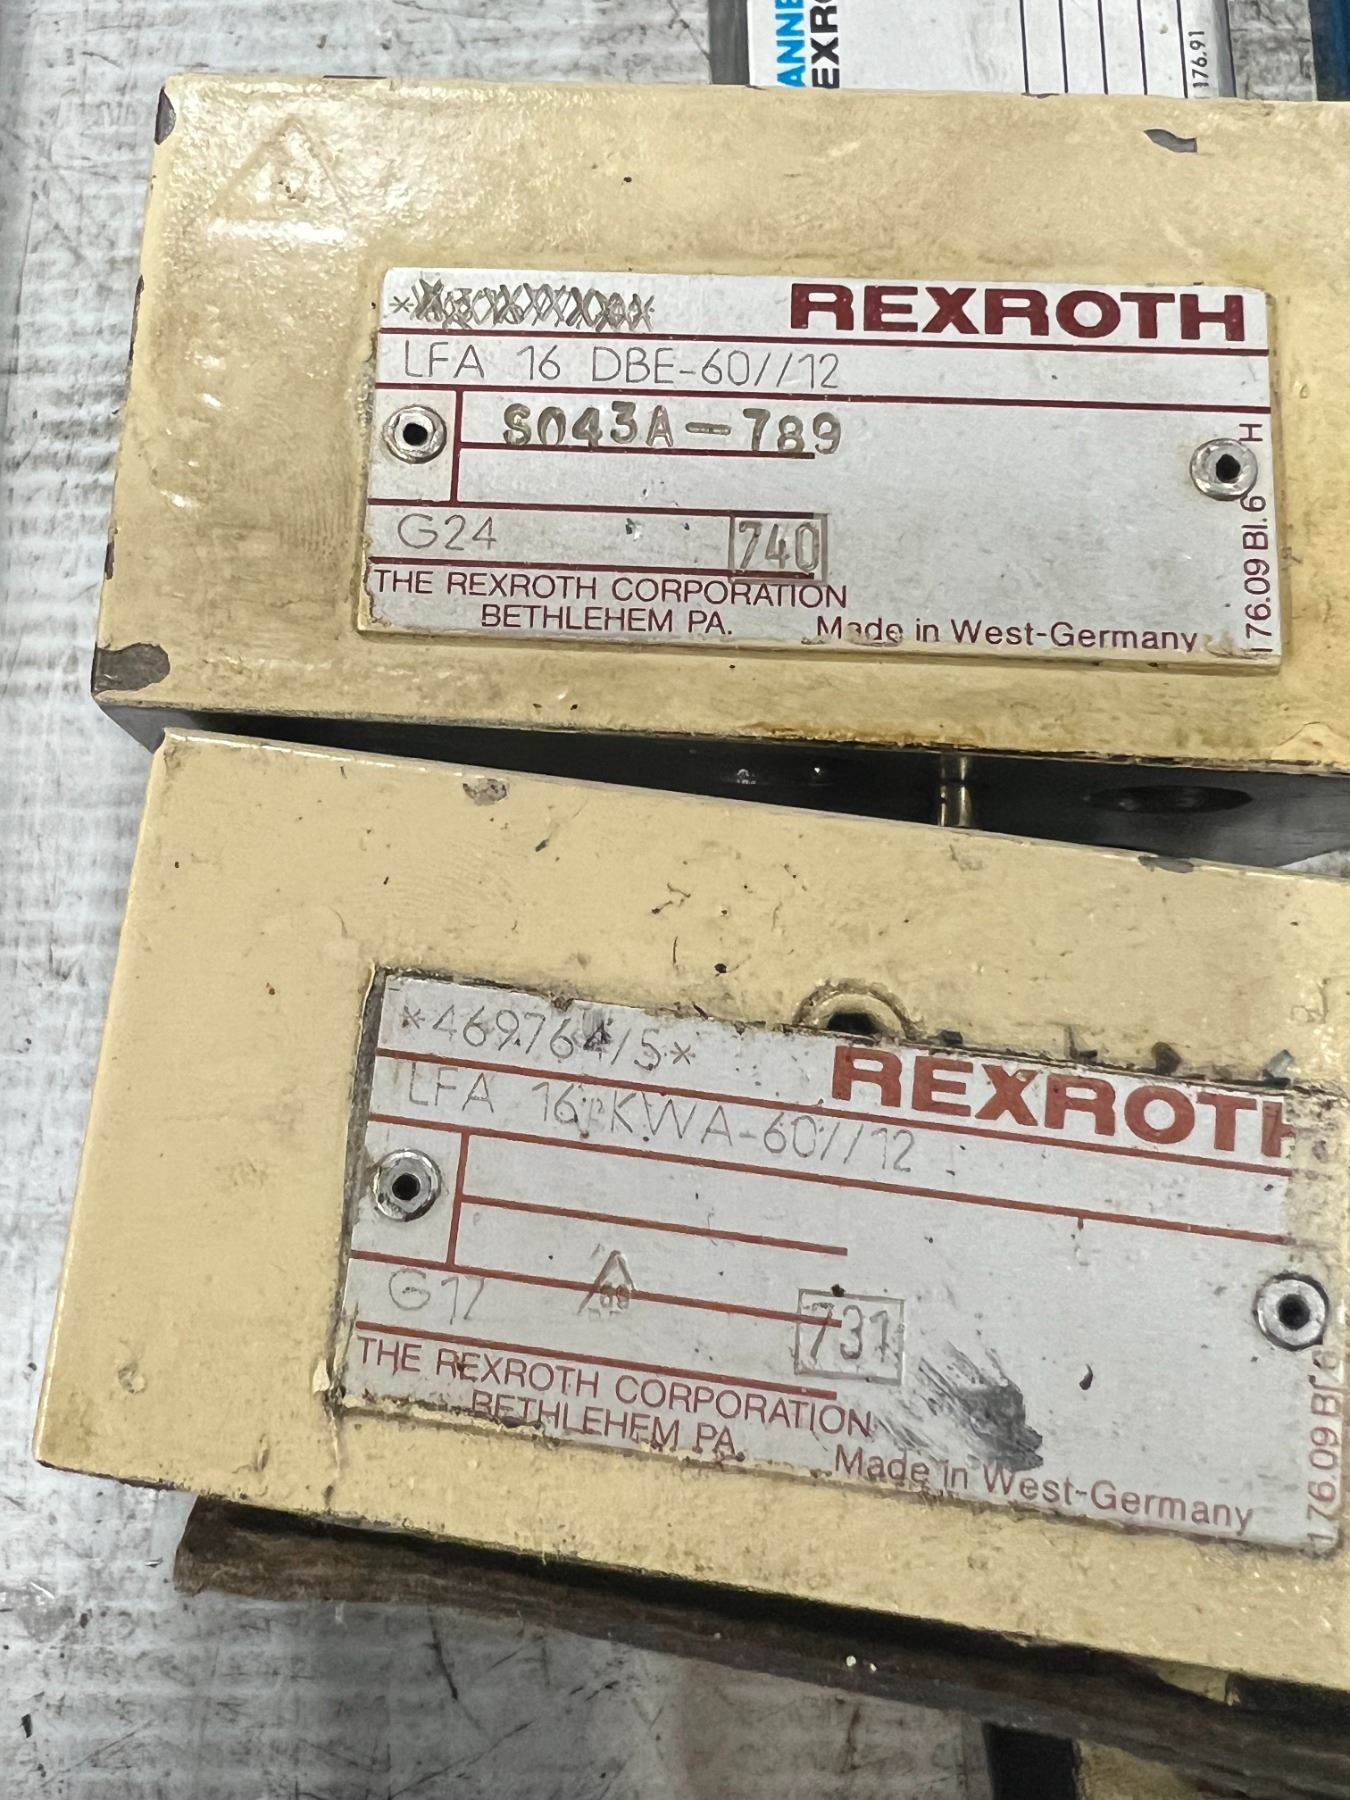 176.91
REXROTH
LFA 16 DBE-60//12
S043A-789
G24
740
THE REXROTH CORPORATION
BETHLEHEM PA.
Made in West-Germany
176.09 Bl.6 H
*469764/5*
REXROTH
LFA 16 KWA-60//12
731
THE REXROTH CORPORATION
BETHLEHEM PA.
Made in West-Germany
176.09 Bl